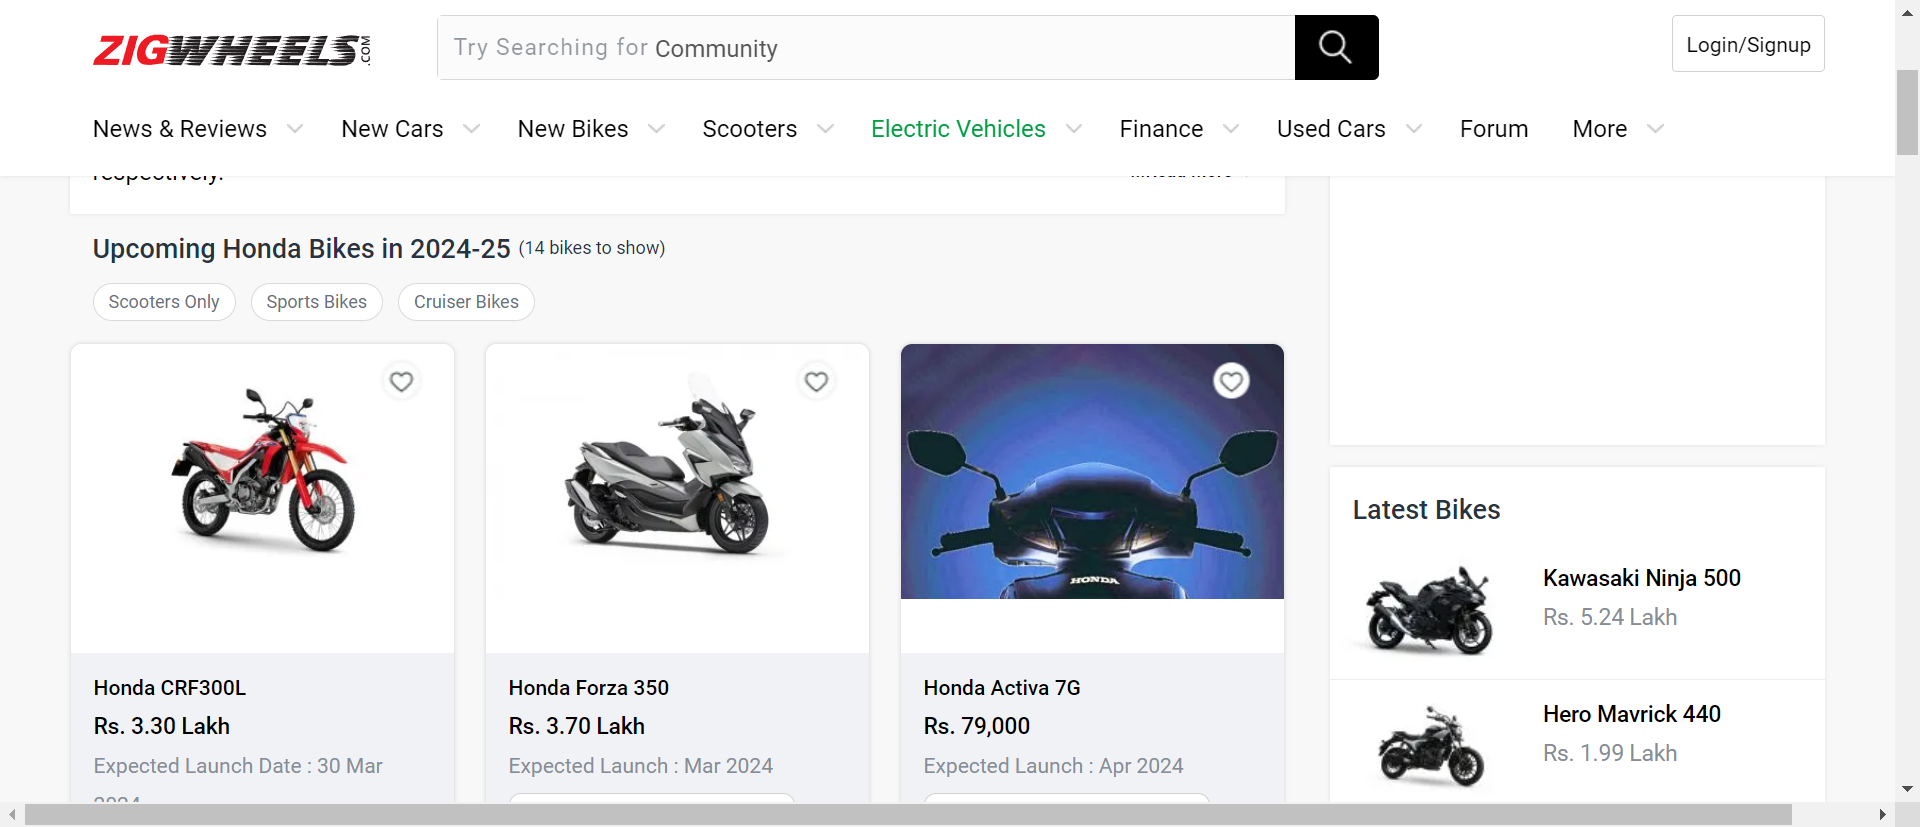 ZIGWHEELS.COM
Try Searching for Community
Login/Signup
News & Reviews
New Cars
New Bikes
Scooters
Electric Vehicles
Finance
Used Cars
Forum
More
respectively.
Upcoming Honda Bikes in 2024-25 (14 bikes to show)
Scooters Only
Sports Bikes
Cruiser Bikes
HONDA
Honda CRF300L
Rs. 3.30 Lakh
Expected Launch Date : 30 Mar
2024
Honda Forza 350
Rs. 3.70 Lakh
Expected Launch : Mar 2024
Honda Activa 7G
Rs. 79,000
Expected Launch : Apr 2024
Latest Bikes
Kawasaki Ninja 500
Rs. 5.24 Lakh
Hero Mavrick 440
Rs. 1.99 Lakh